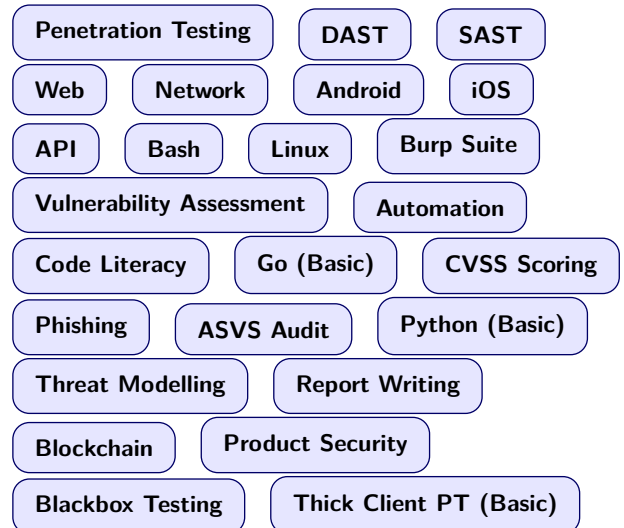 Penetration Testing DAST SAST
Web Network Android iOS
API Bash Linux Burp Suite
Vulnerability Assessment Automation
Code Literacy Go (Basic) CVSS Scoring
Phishing ASVS Audit Python (Basic)
Threat Modelling Report Writing
Blockchain Product Security
Blackbox Testing Thick Client PT (Basic)